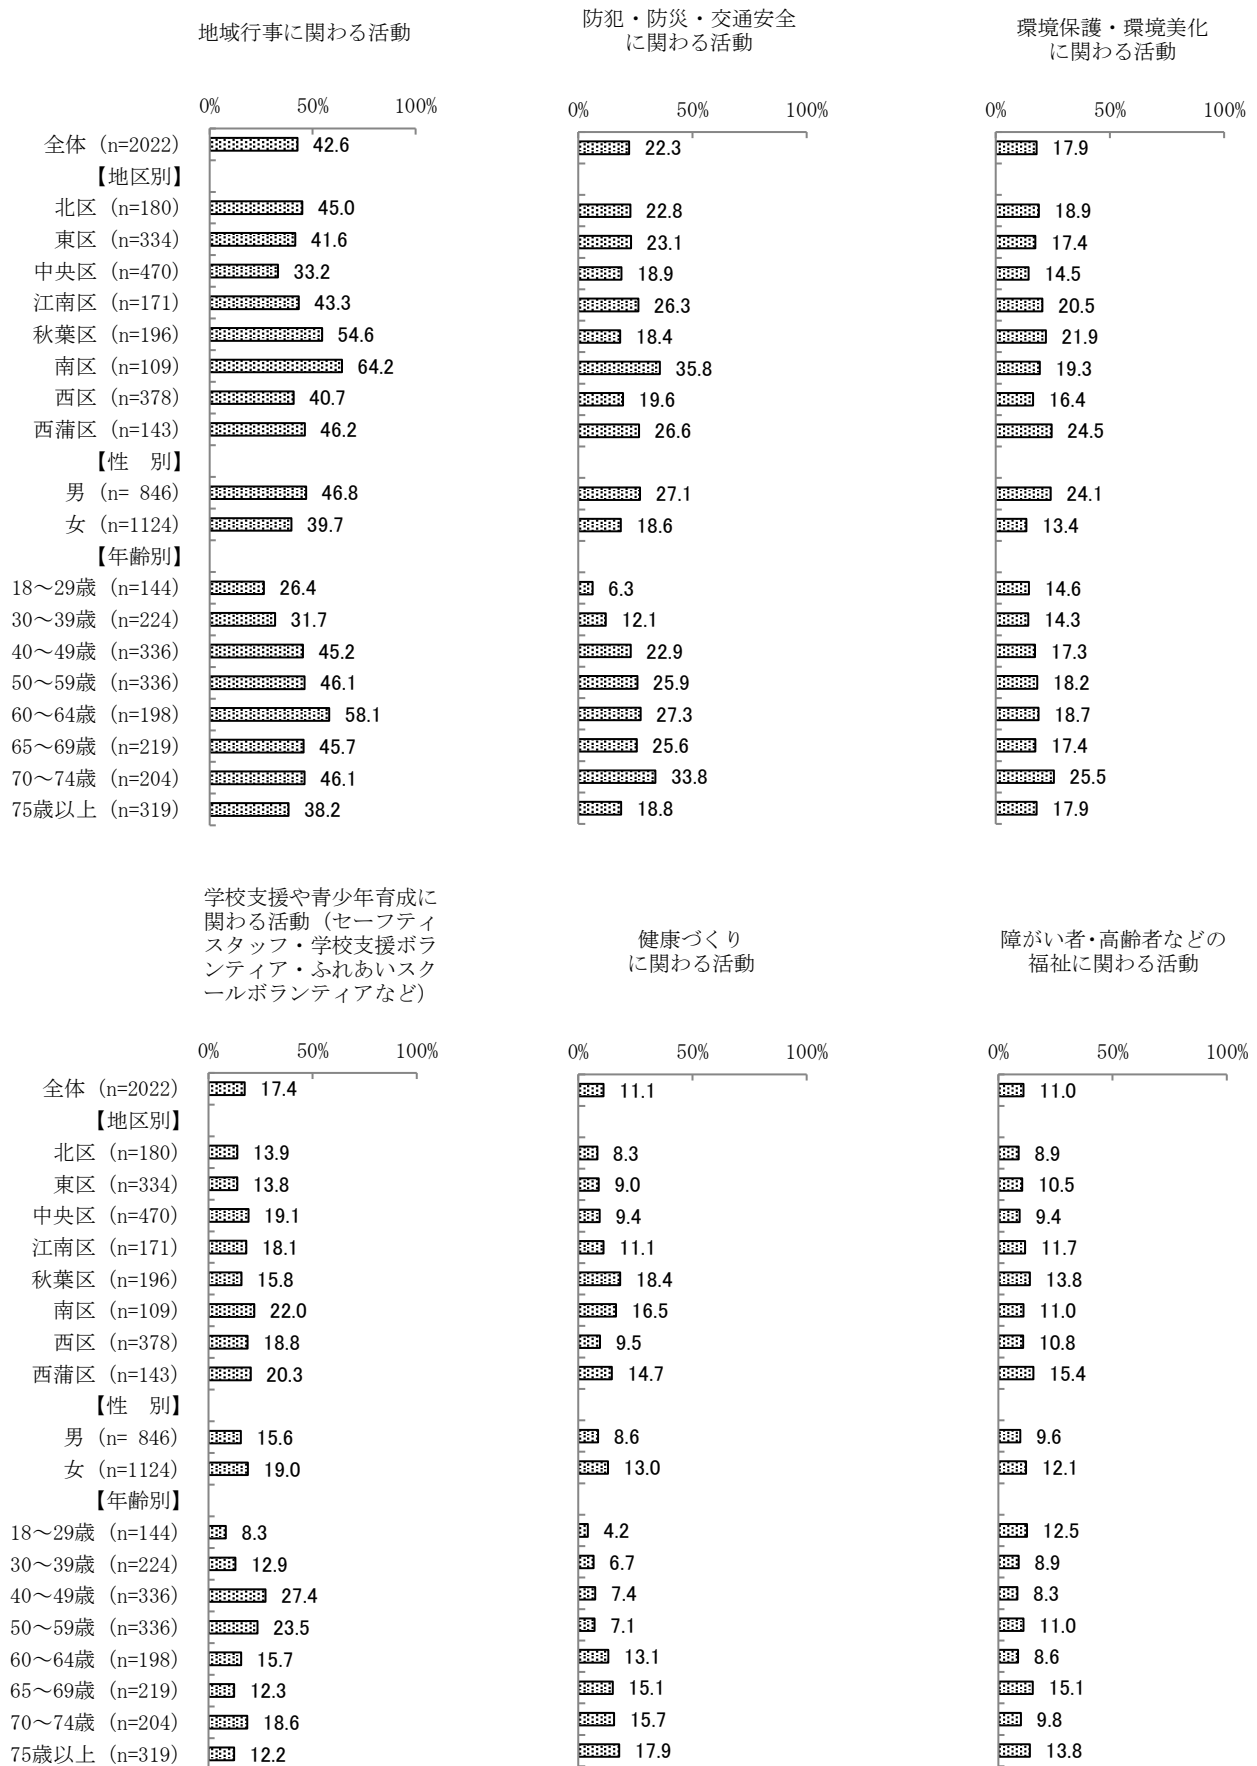 地域行事に関わる活動
防犯・防災・交通安全
に関わる活動
環境保護・環境美化
に関わる活動
0% 50% 100% 0% 50% 100% 0% 50% 100%
全体 (n=2022) 42.6 22.3 17.9
【地区別】
北区 (n=180) 45.0 22.8 18.9
東区 (n=334) 41.6 23.1 17.4
中央区 (n=470) 33.2 18.9 14.5
江南区 (n=171) 43.3 26.3 20.5
秋葉区 (n=196) 54.6 18.4 21.9
南区 (n=109) 64.2 35.8 19.3
西区 (n=378) 40.7 19.6 16.4
西蒲区 (n=143) 46.2 26.6 24.5
【性　別】
男 (n= 846) 46.8 27.1 24.1
女 (n=1124) 39.7 18.6 13.4
【年齢別】
18～29歳 (n=144) 26.4 6.3 14.6
30～39歳 (n=224) 31.7 12.1 14.3
40～49歳 (n=336) 45.2 22.9 17.3
50～59歳 (n=336) 46.1 25.9 18.2
60～64歳 (n=198) 58.1 27.3 18.7
65～69歳 (n=219) 45.7 25.6 17.4
70～74歳 (n=204) 46.1 33.8 25.5
75歳以上 (n=319) 38.2 18.8 17.9
学校支援や青少年育成に
関わる活動（セーフティ
スタッフ・学校支援ボラ
ンティア・ふれあいスク
ールボランティアなど）
健康づくり
に関わる活動
障がい者・高齢者などの
福祉に関わる活動
0% 50% 100% 0% 50% 100% 0% 50% 100%
全体 (n=2022) 17.4 11.1 11.0
【地区別】
北区 (n=180) 13.9 8.3 8.9
東区 (n=334) 13.8 9.0 10.5
中央区 (n=470) 19.1 9.4 9.4
江南区 (n=171) 18.1 11.1 11.7
秋葉区 (n=196) 15.8 18.4 13.8
南区 (n=109) 22.0 16.5 11.0
西区 (n=378) 18.8 9.5 10.8
西蒲区 (n=143) 20.3 14.7 15.4
【性　別】
男 (n= 846) 15.6 8.6 9.6
女 (n=1124) 19.0 13.0 12.1
【年齢別】
18～29歳 (n=144) 8.3 4.2 12.5
30～39歳 (n=224) 12.9 6.7 8.9
40～49歳 (n=336) 27.4 7.4 8.3
50～59歳 (n=336) 23.5 7.1 11.0
60～64歳 (n=198) 15.7 13.1 8.6
65～69歳 (n=219) 12.3 15.1 15.1
70～74歳 (n=204) 18.6 15.7 9.8
75歳以上 (n=319) 12.2 17.9 13.8